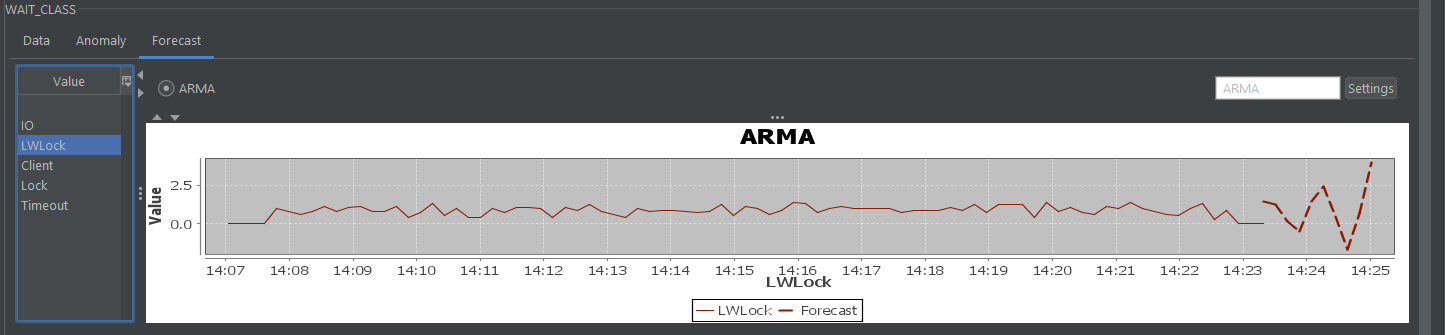 WAIT_CLASS
Data Anomaly Forecast
Value
IO
LWLock
Client
Lock
Timeout
ARMA
ARMA Settings
ARMA
Value
2.5
0.0
14:07 14:08 14:09 14:10 14:11 14:12 14:13 14:14 14:15 14:16 14:17 14:18 14:19 14:20 14:21 14:22 14:23 14:24 14:25
LWLock
LWLock Forecast